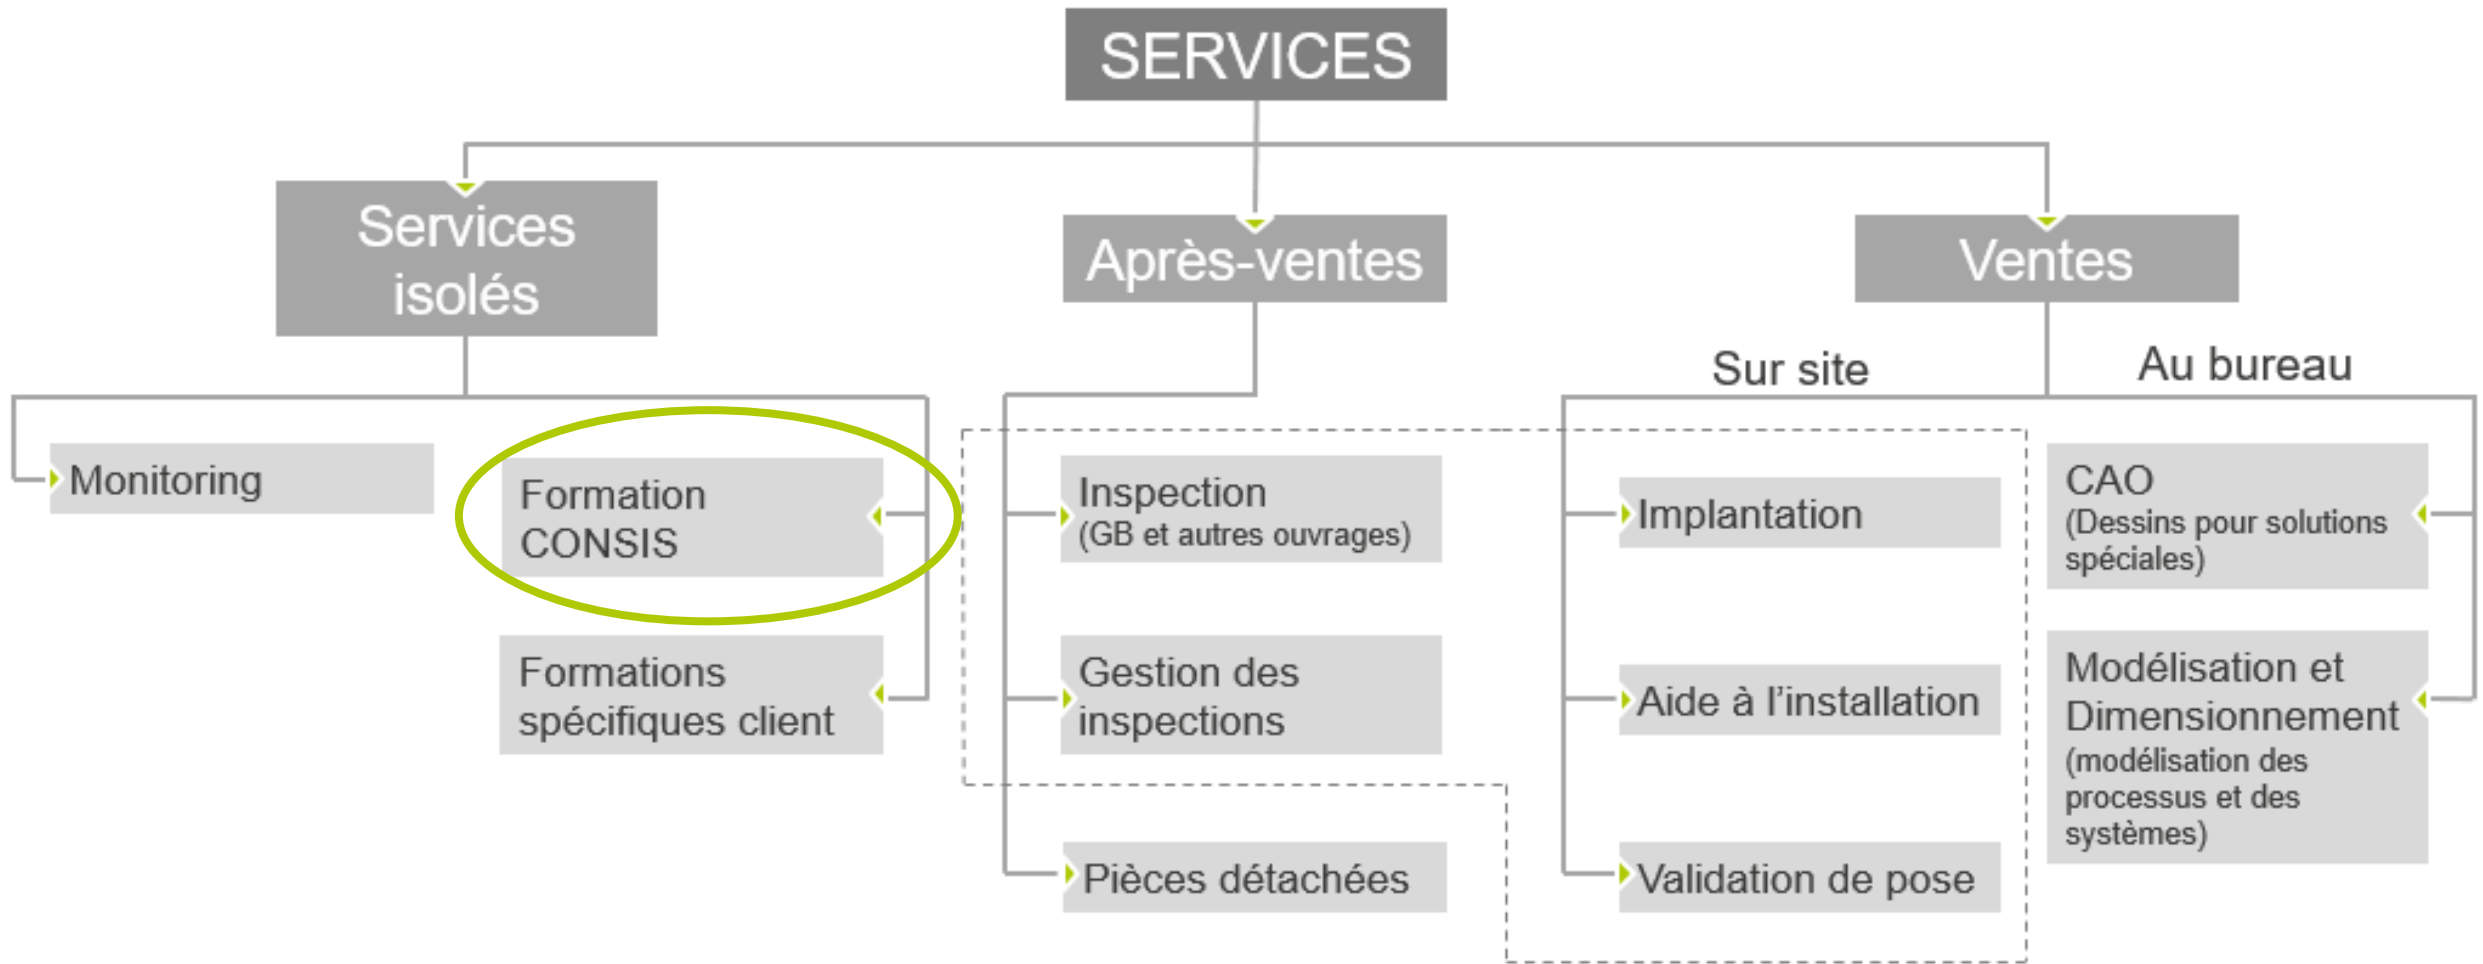 SERVICES
Services
isolés
Après-ventes
Ventes
Sur site
Au bureau
Monitoring
Formation
CONSIS
Formations
spécifiques client
Inspection
(GB et autres ouvrages)
Gestion des
inspections
Pièces détachées
Implantation
Aide à l’installation
Validation de pose
CAO
(Dessins pour solutions
spéciales)
Modélisation et
Dimensionnement
(modélisation des
processus et des
systèmes)